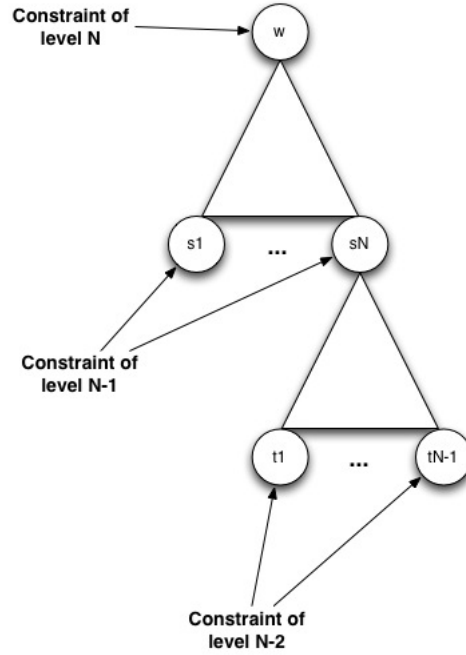 Constraint of
level N
w
s1
...
sN
Constraint of
level N-1
t1
...
tN-1
Constraint of
level N-2